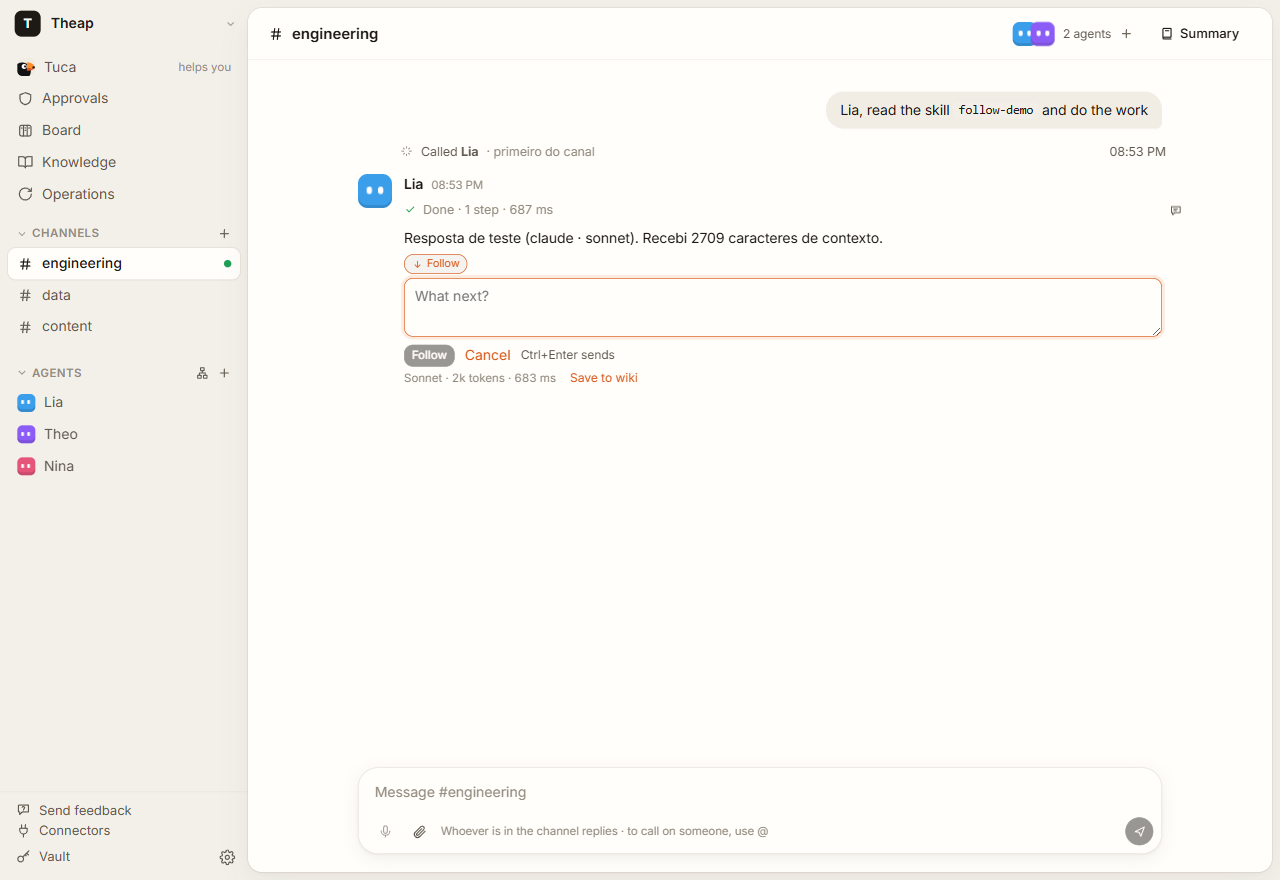 T Theap
Tuca helps you
Approvals
Board
Knowledge
Operations
CHANNELS
# engineering
# data
# content
AGENTS
Lia
Theo
Nina
Send feedback
Connectors
Vault
# engineering
2 agents +
Summary
Lia, read the skill follow-demo and do the work
Called Lia · primeiro do canal 08:53 PM
Lia 08:53 PM
Done · 1 step · 687 ms
Resposta de teste (claude · sonnet). Recebi 2709 caracteres de contexto.
↓ Follow
What next?
Follow Cancel Ctrl+Enter sends
Sonnet · 2k tokens · 683 ms Save to wiki
Message #engineering
Whoever is in the channel replies · to call on someone, use @